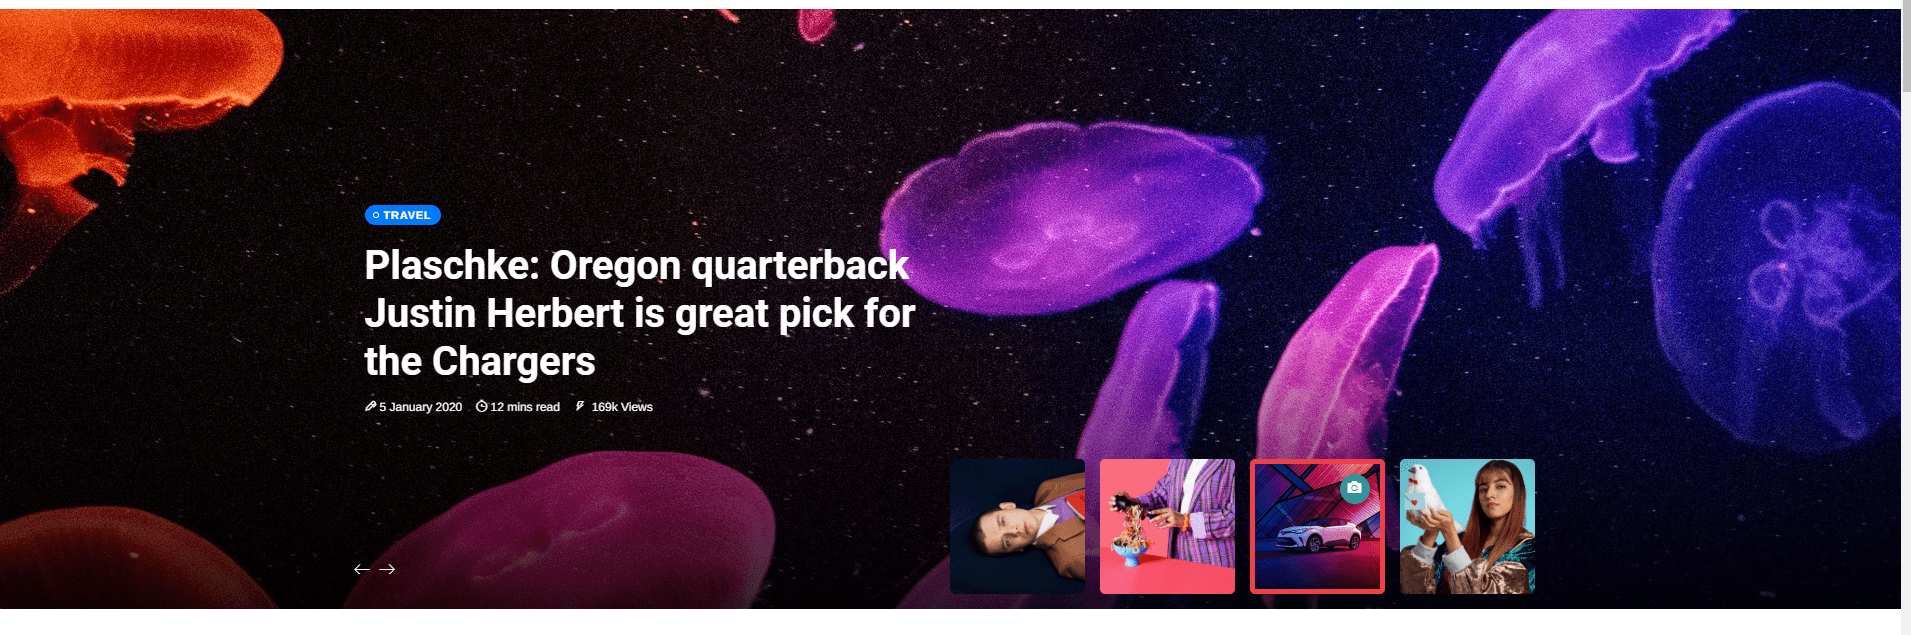 TRAVEL
Plaschke: Oregon quarterback
Justin Herbert is great pick for
the Chargers
5 January 2020 12 mins read 169k Views